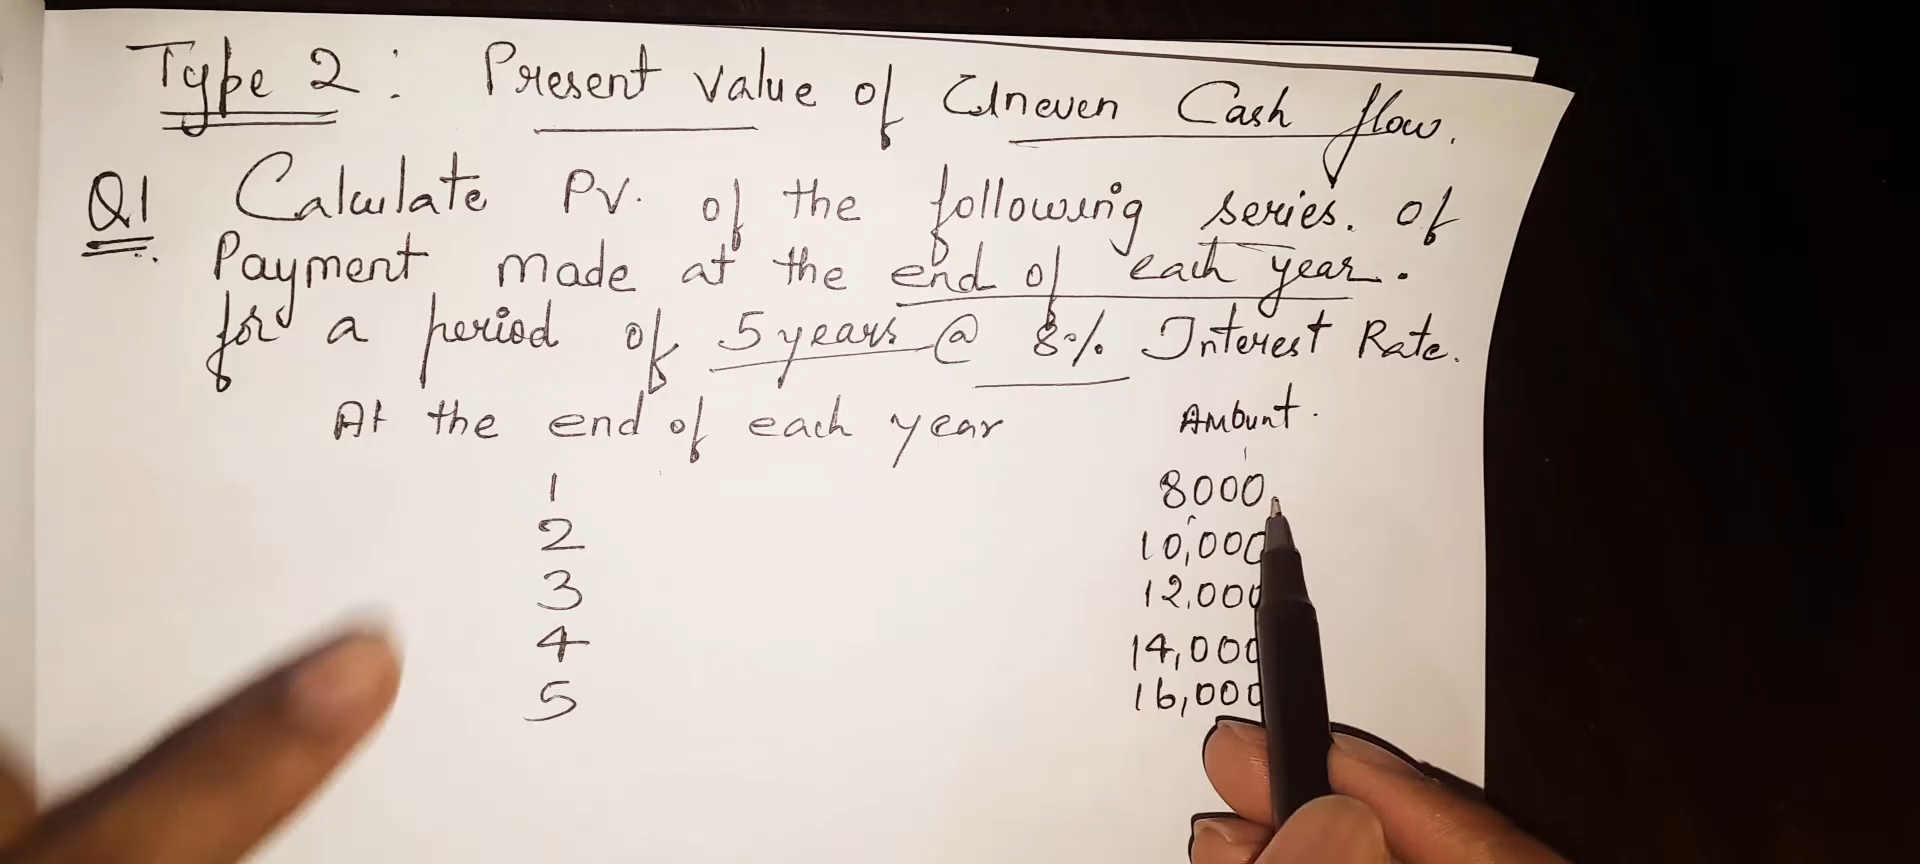 Type 2: Present value of Uneven Cash flow.
Q1 Calculate PV. of the following series. of
Payment made at the end of each year.
for a period of 5 years @ 8% Interest Rate.
At the end of each year Amount.
1 8000
2 10,000
3 12,000
4 14,000
5 16,000